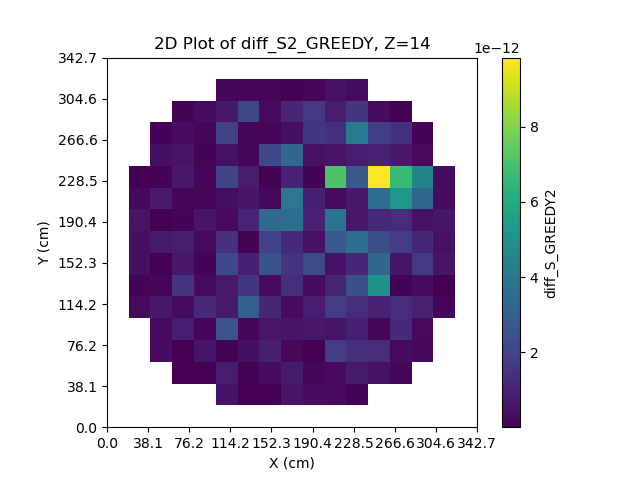 2D Plot of diff_S2_GREEDY, Z=14
1e−12
342.7
304.6
266.6
228.5
190.4
152.3
114.2
76.2
38.1
0.0
Y (cm)
0.0 38.1 76.2 114.2 152.3 190.4 228.5 266.6 304.6 342.7
X (cm)
8
6
4
2
diff_S_GREEDY2